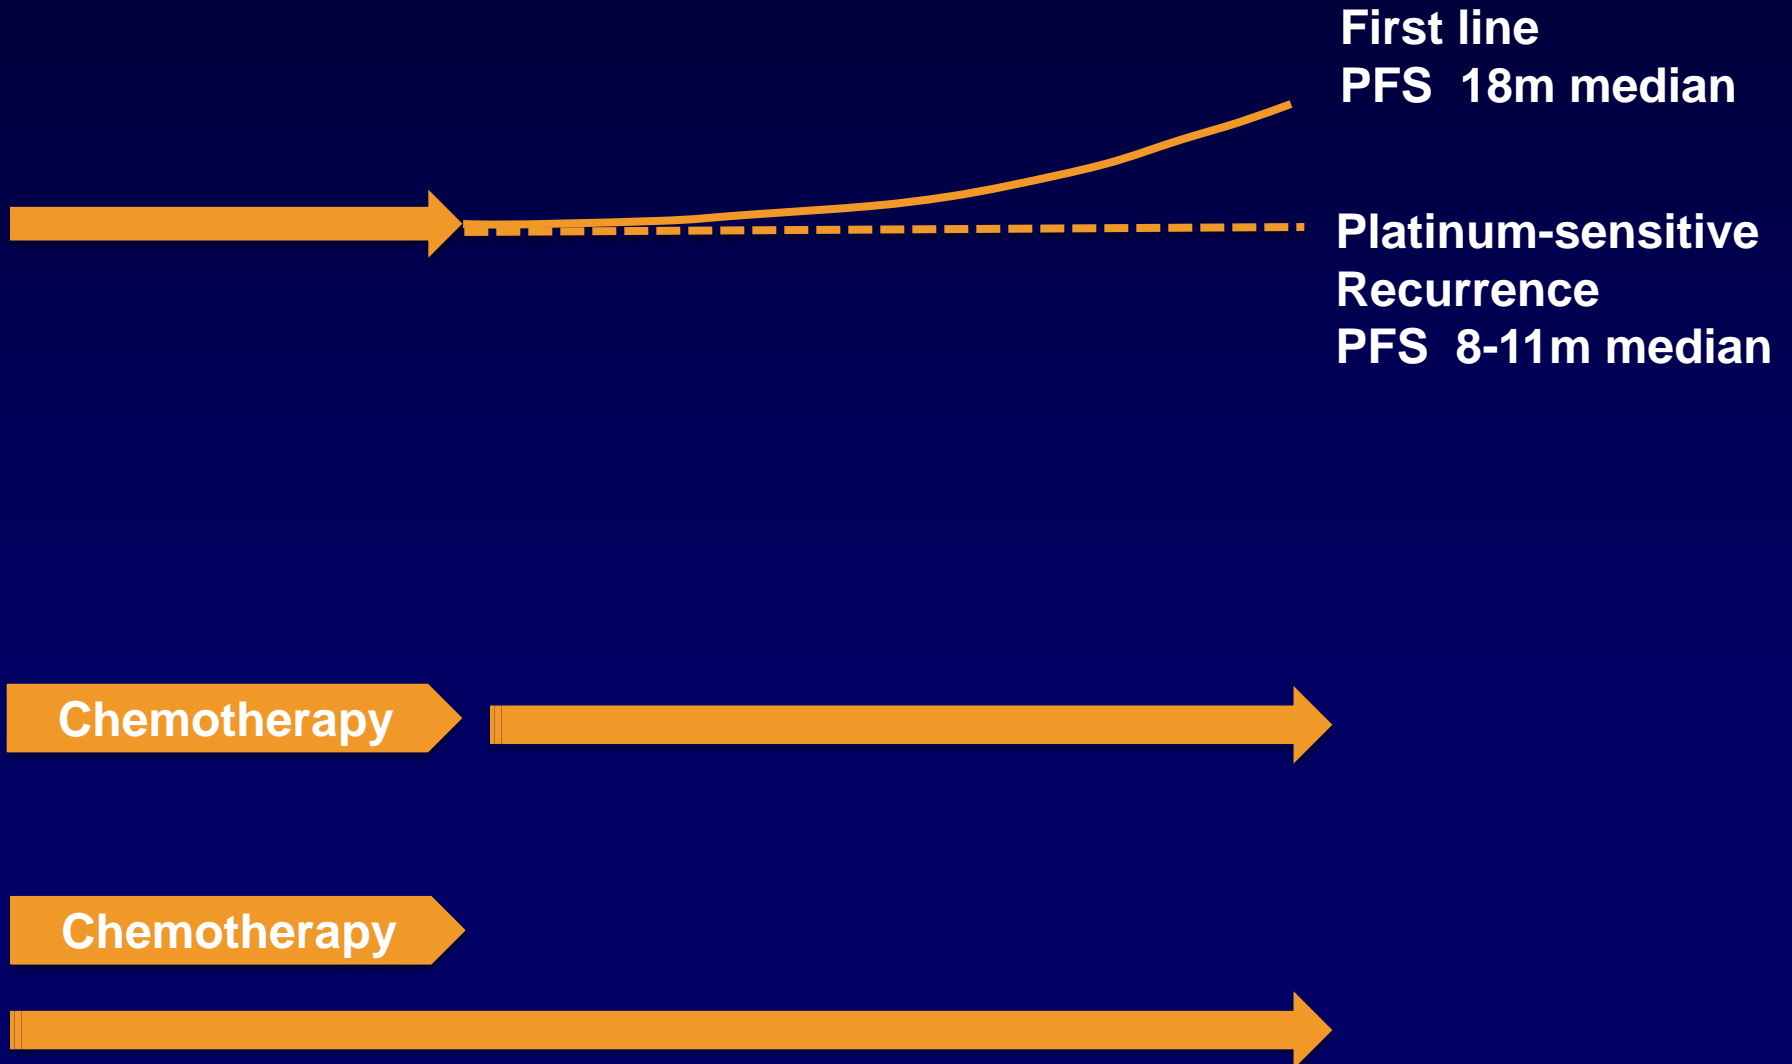 First line
PFS 18m median
Platinum-sensitive
Recurrence
PFS 8-11m median
Chemotherapy
Chemotherapy